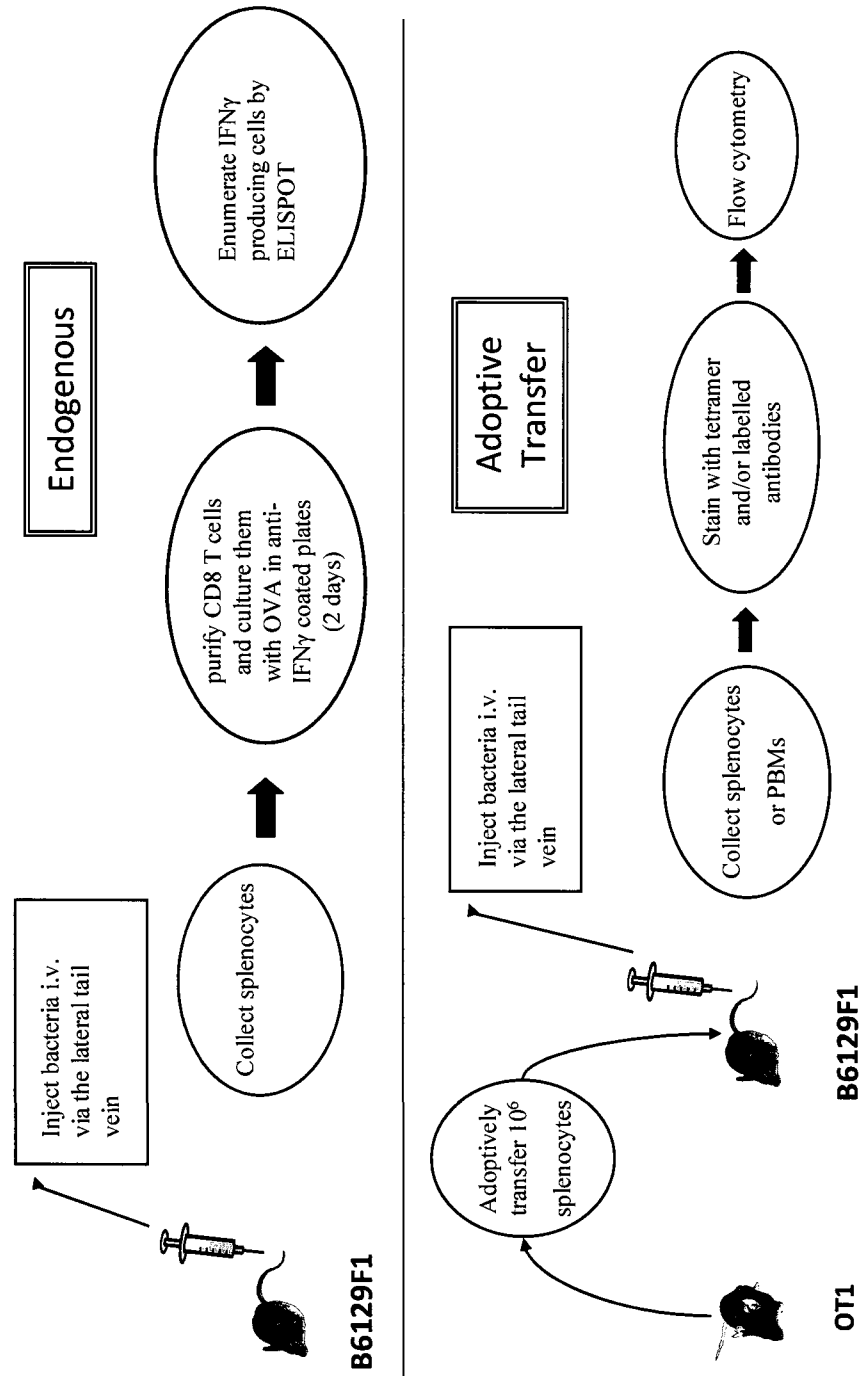 Endogenous
Inject bacteria i.v.
via the lateral tail
vein
B6129F1
Collect splenocytes
purify CD8 T cells
and culture them
with OVA in anti-
IFNγ coated plates
(2 days)
Enumerate IFNγ
producing cells by
ELISPOT
Adoptive
Transfer
OT1
Adoptively
transfer 10⁶
splenocytes
Inject bacteria i.v.
via the lateral tail
vein
B6129F1
Collect splenocytes
or PBMs
Stain with tetramer
and/or labelled
antibodies
Flow cytometry